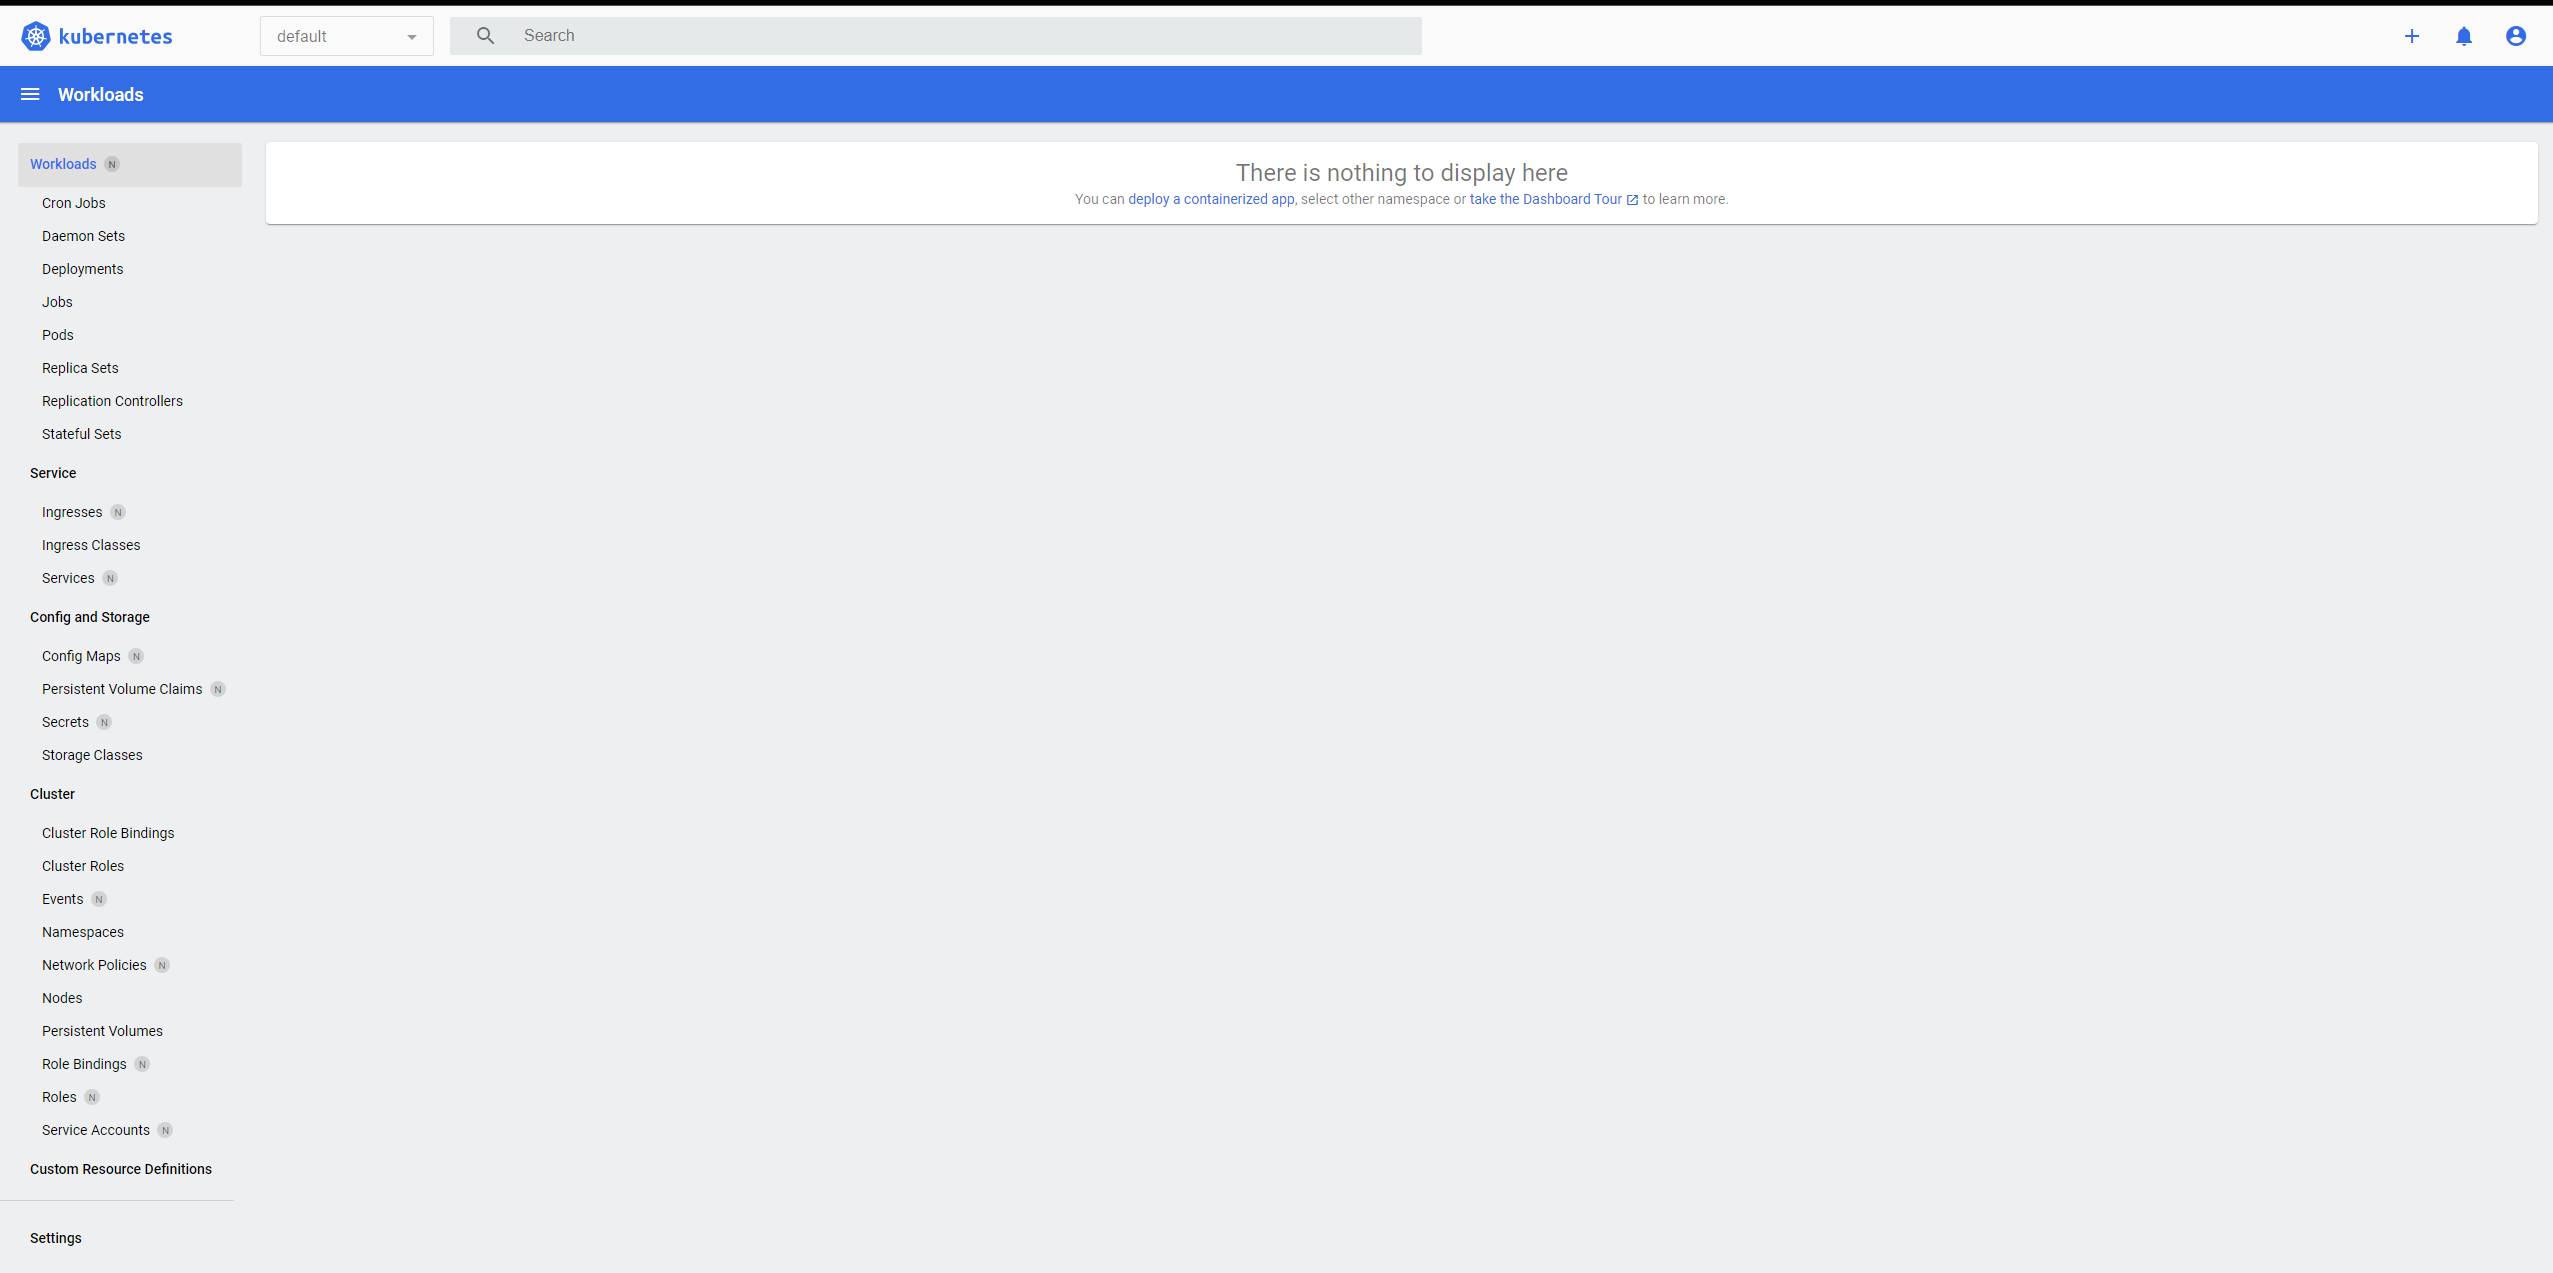 kubernetes
default
Search
Workloads
Workloads N
Cron Jobs
Daemon Sets
Deployments
Jobs
Pods
Replica Sets
Replication Controllers
Stateful Sets
Service
Ingresses N
Ingress Classes
Services N
Config and Storage
Config Maps N
Persistent Volume Claims N
Secrets N
Storage Classes
Cluster
Cluster Role Bindings
Cluster Roles
Events N
Namespaces
Network Policies N
Nodes
Persistent Volumes
Role Bindings N
Roles N
Service Accounts N
Custom Resource Definitions
Settings
There is nothing to display here
You can deploy a containerized app, select other namespace or take the Dashboard Tour to learn more.